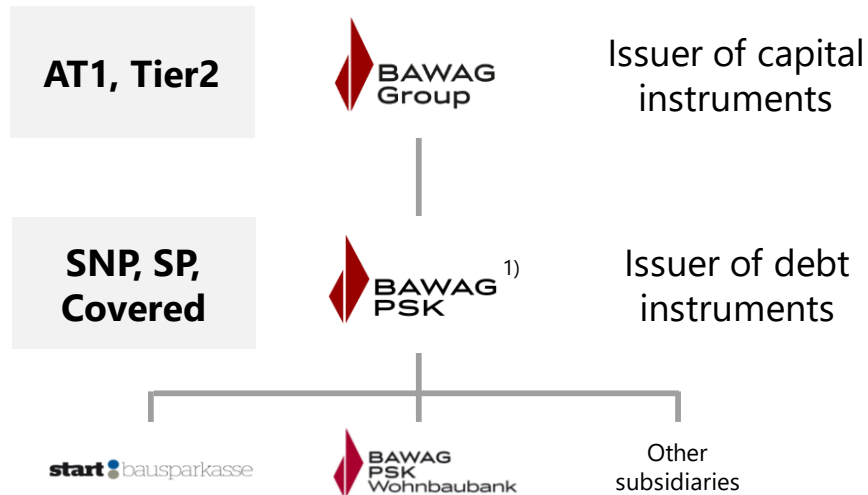 AT1, Tier2
BAWAG
Group
Issuer of capital
instruments
SNP, SP,
Covered
BAWAG
PSK
1)
Issuer of debt
instruments
start:bausparkasse
BAWAG
PSK
Wohnbaubank
Other
subsidiaries